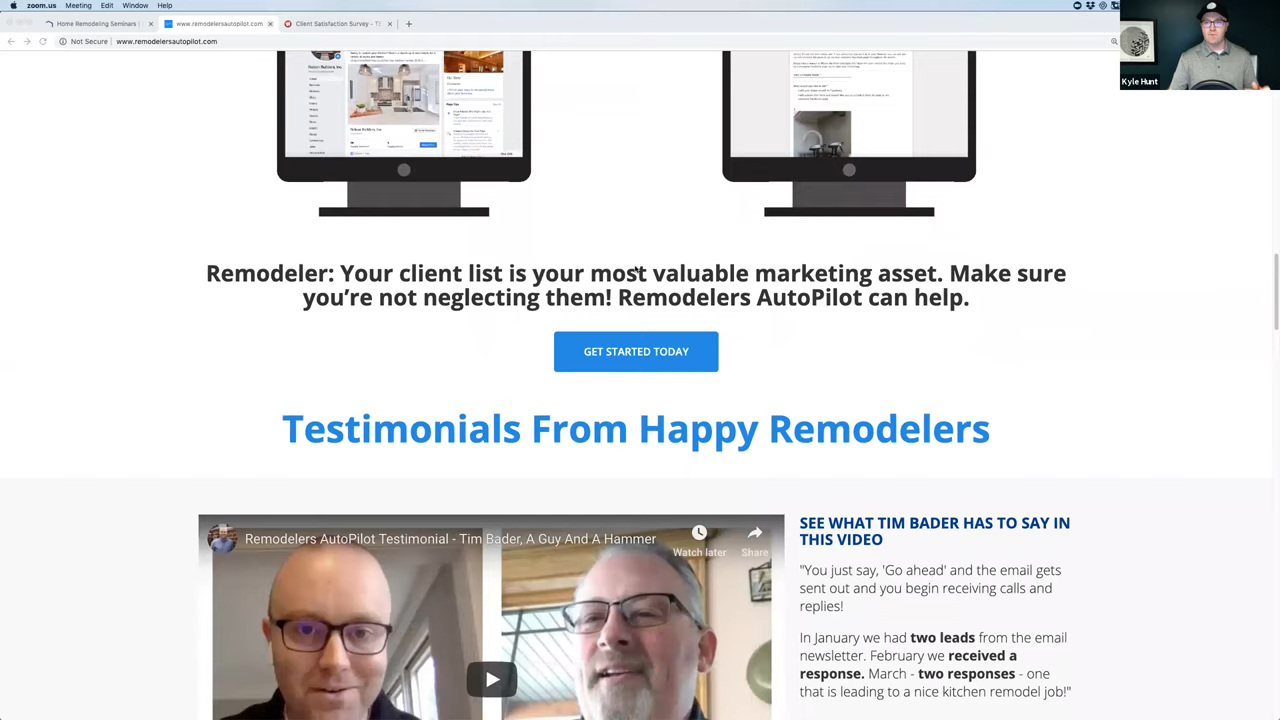 zoom.us Meeting Edit Window Help
Home Remodeling Seminars |
www.remodelersautopilot.com
Client Satisfaction Survey -
Not Secure | www.remodelersautopilot.com
Kyle Hunt
Remodeler: Your client list is your most valuable marketing asset. Make sure
you’re not neglecting them! Remodelers AutoPilot can help.
GET STARTED TODAY
Testimonials From Happy Remodelers
Remodelers AutoPilot Testimonial - Tim Bader, A Guy And A Hammer
Watch later
Share
SEE WHAT TIM BADER HAS TO SAY IN
THIS VIDEO
"You just say, 'Go ahead' and the email gets
sent out and you begin receiving calls and
replies!
In January we had two leads from the email
newsletter. February we received a
response. March - two responses - one
that is leading to a nice kitchen remodel job!"